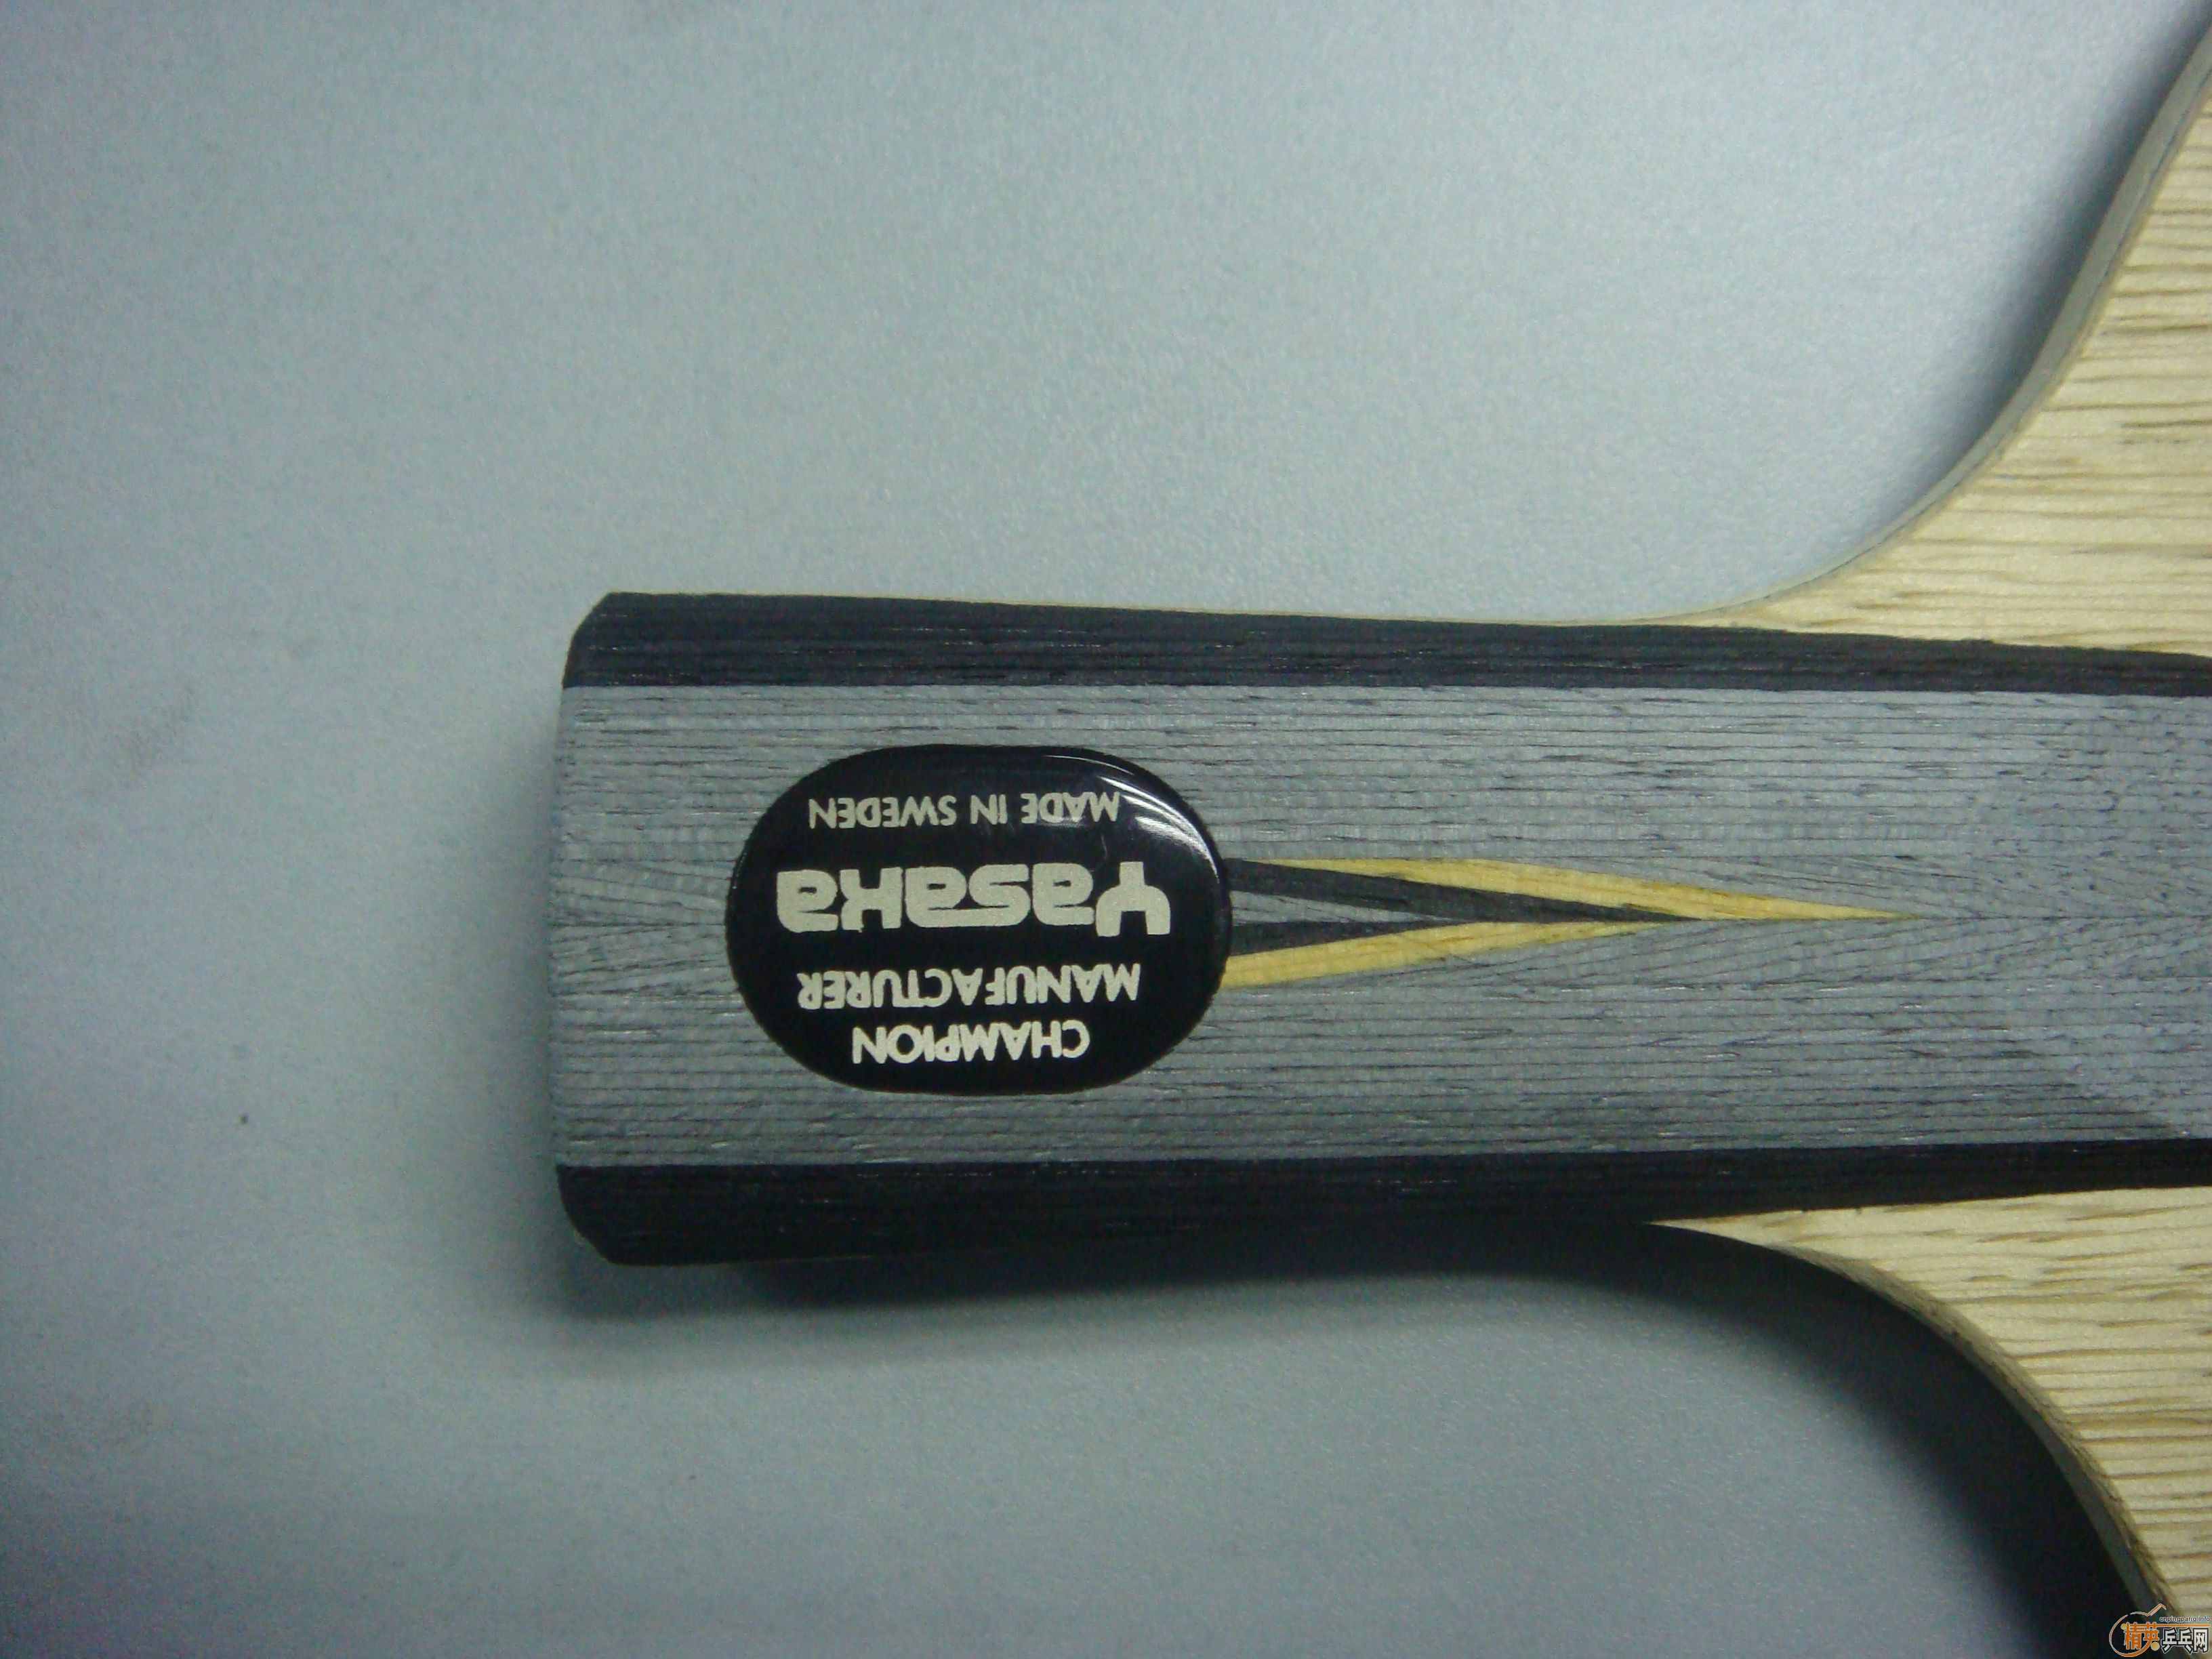 CHAMPION
MANUFACTURER
Yasaka
MADE IN SWEDEN
精英乒乓网